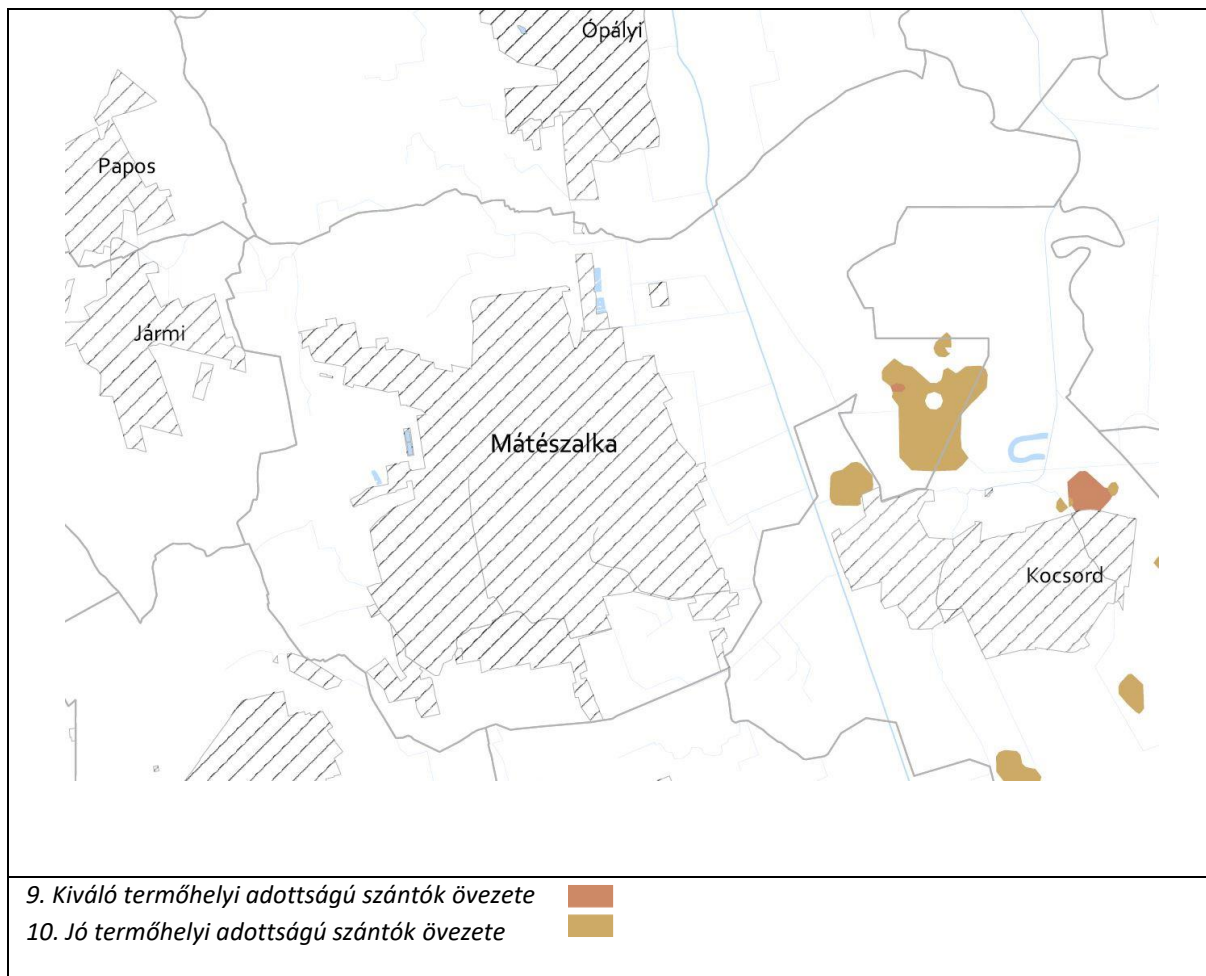 Ópályi
Papos
Jármi
Mátészalka
Kocsord
9. Kiváló termőhelyi adottságú szántók övezete
10. Jó termőhelyi adottságú szántók övezete